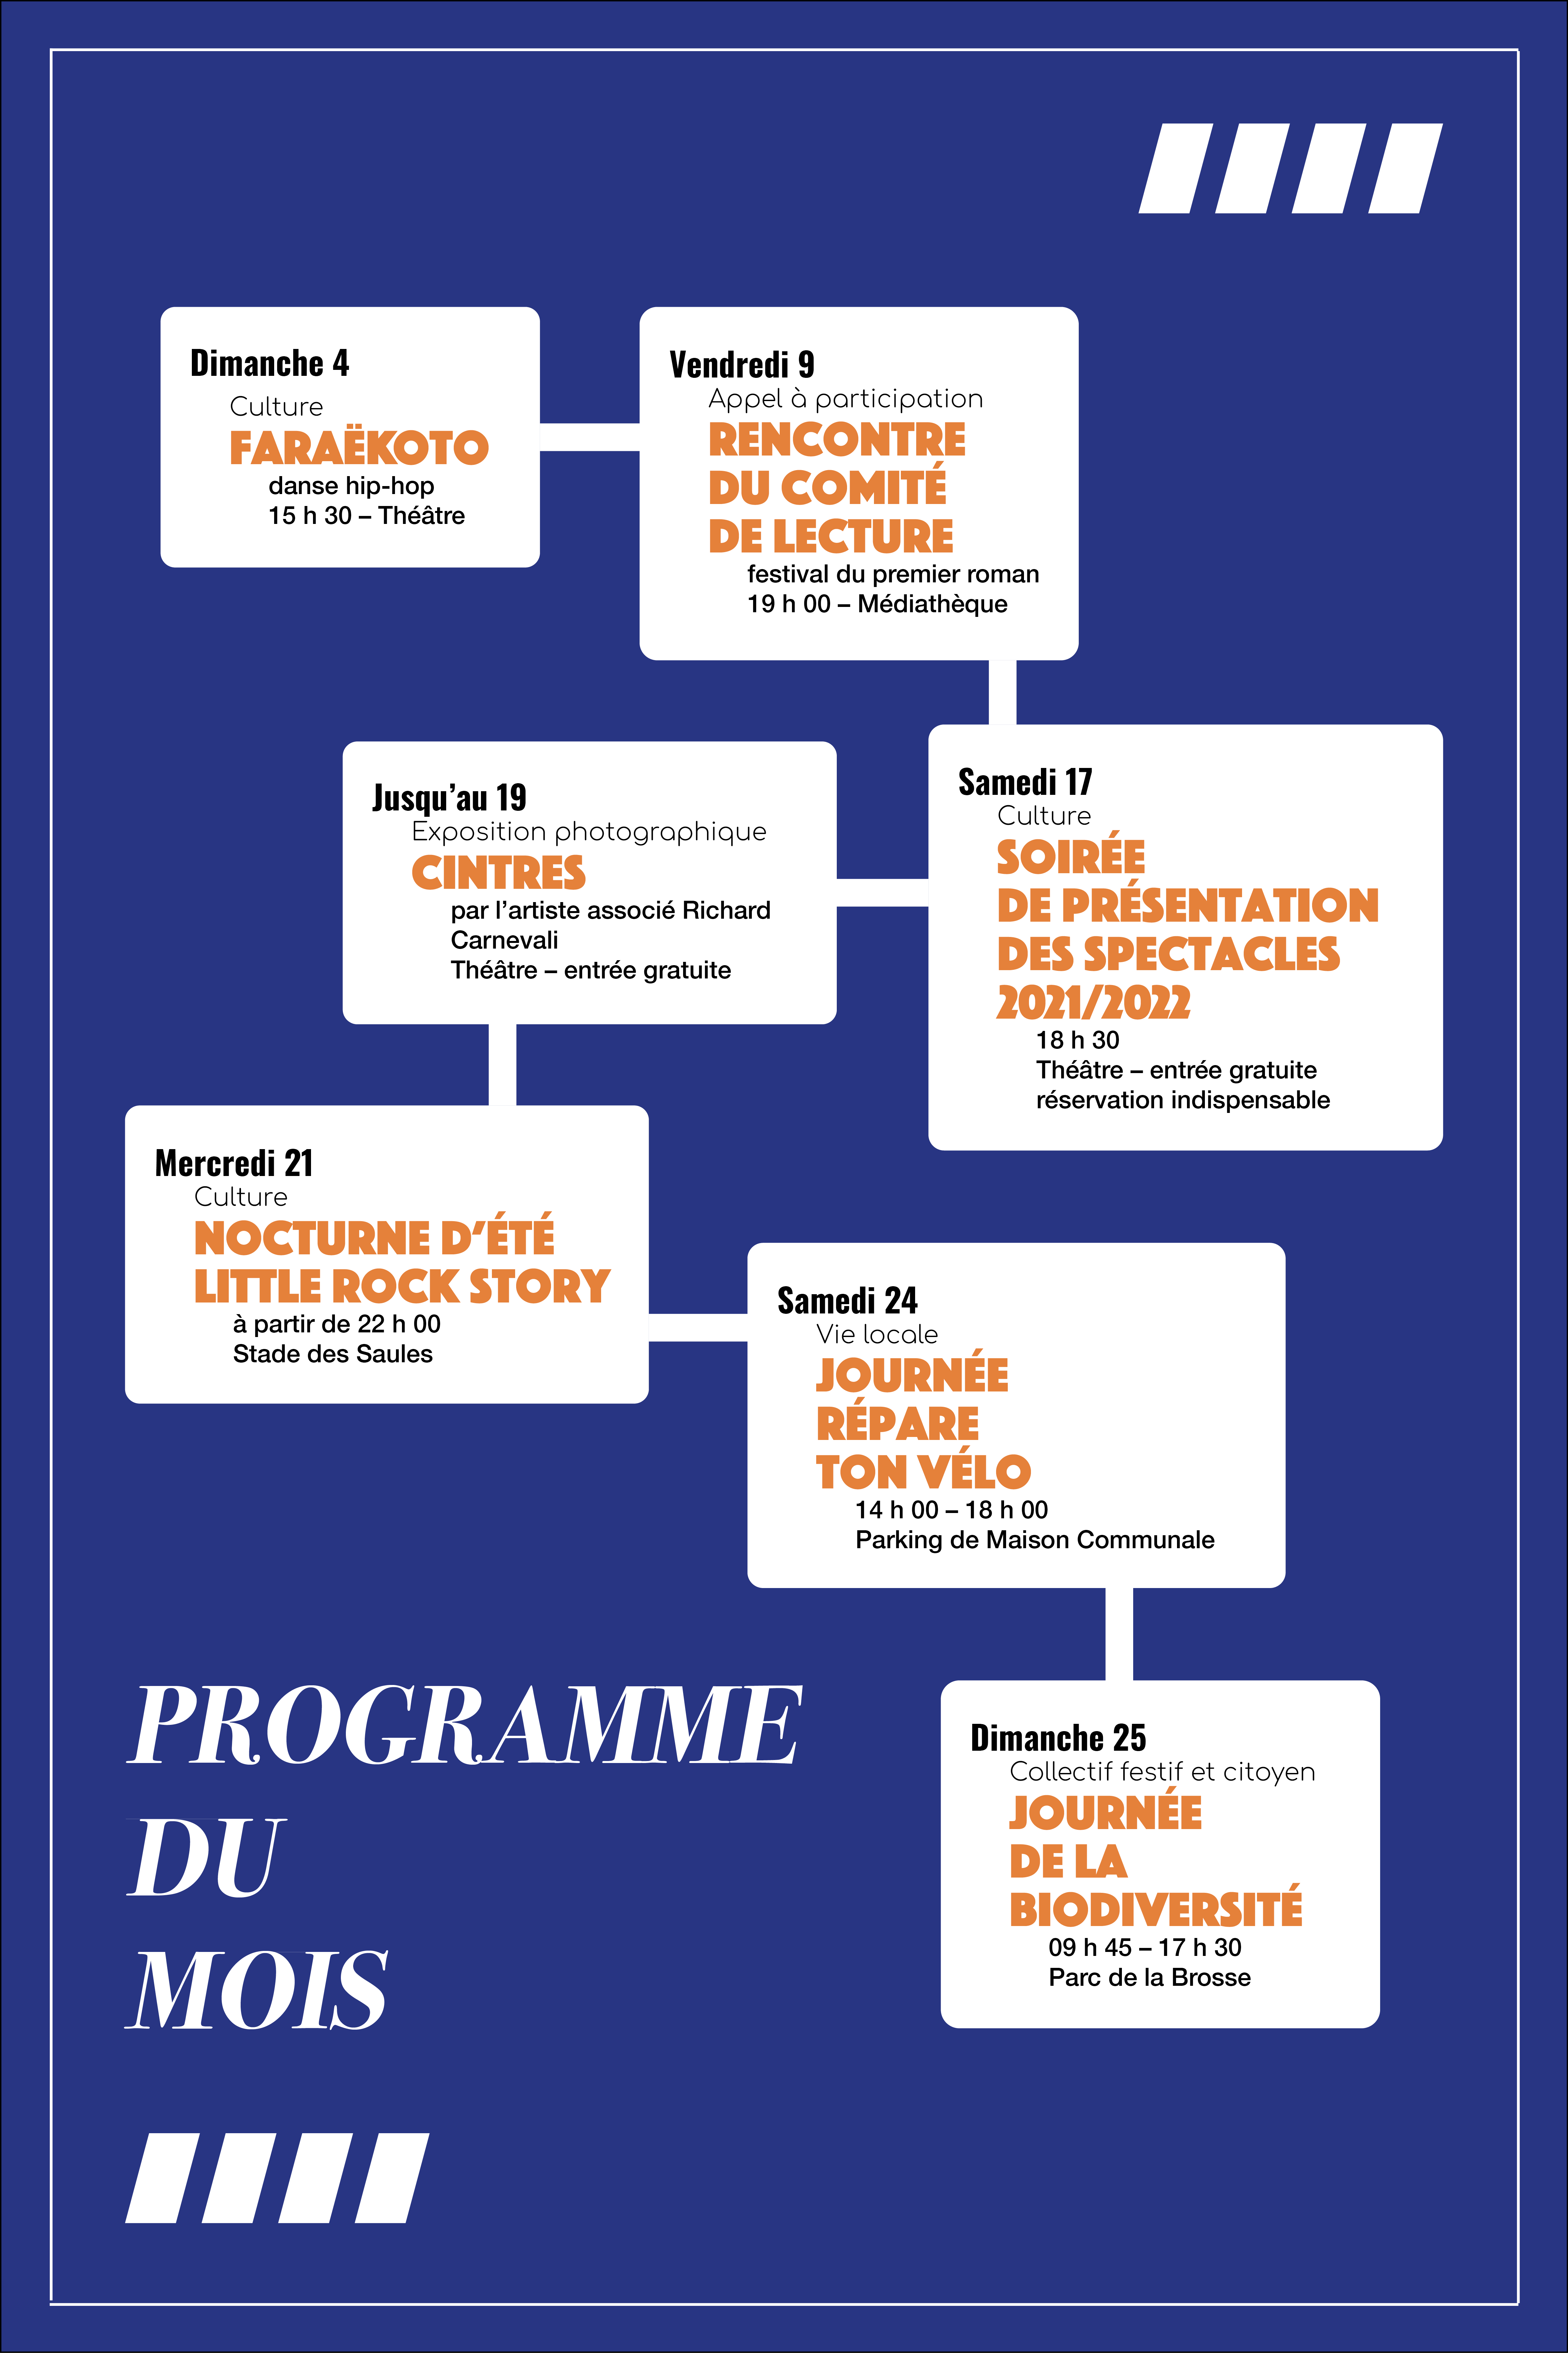 Dimanche 4
Culture
FARAËKOTO
danse hip-hop
15 h 30 – Théâtre
Vendredi 9
Appel à participation
RENCONTRE
DU COMITÉ
DE LECTURE
festival du premier roman
19 h 00 – Médiathèque
Samedi 17
Culture
SOIRÉE
DE PRÉSENTATION
DES SPECTACLES
2021/2022
18 h 30
Théâtre – entrée gratuite
réservation indispensable
Jusqu’au 19
Exposition photographique
CINTRES
par l’artiste associé Richard
Carnevali
Théâtre – entrée gratuite
Mercredi 21
Culture
NOCTURNE D’ÉTÉ
LITTLE ROCK STORY
à partir de 22 h 00
Stade des Saules
Samedi 24
Vie locale
JOURNÉE
RÉPARE
TON VÉLO
14 h 00 – 18 h 00
Parking de Maison Communale
Dimanche 25
Collectif festif et citoyen
JOURNÉE
DE LA
BIODIVERSITÉ
09 h 45 – 17 h 30
Parc de la Brosse
PROGRAMME
DU
MOIS